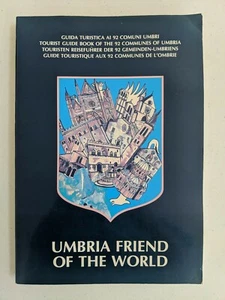 GUIDA TURISTICA AI 92 COMUNI UMBRI
TOURIST GUIDE BOOK OF THE 92 COMMUNES OF UMBRIA
TOURISTEN REISEFÜHRER DER 92 GEMEINDEN-UMBRIENS
GUIDE TOURISTIQUE AUX 92 COMMUNES DE L'OMBRIE
UMBRIA FRIEND
OF THE WORLD